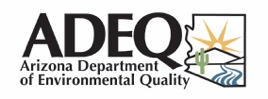 ADEQ
Arizona Department
of Environmental Quality